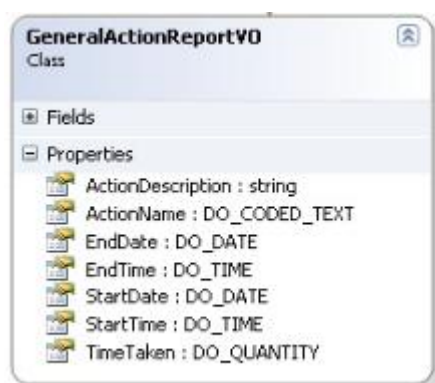 GeneralActionReportVO
Class
Fields
Properties
ActionDescription : string
ActionName : DO_CODED_TEXT
EndDate : DO_DATE
EndTime : DO_TIME
StartDate : DO_DATE
StartTime : DO_TIME
TimeTaken : DO_QUANTITY